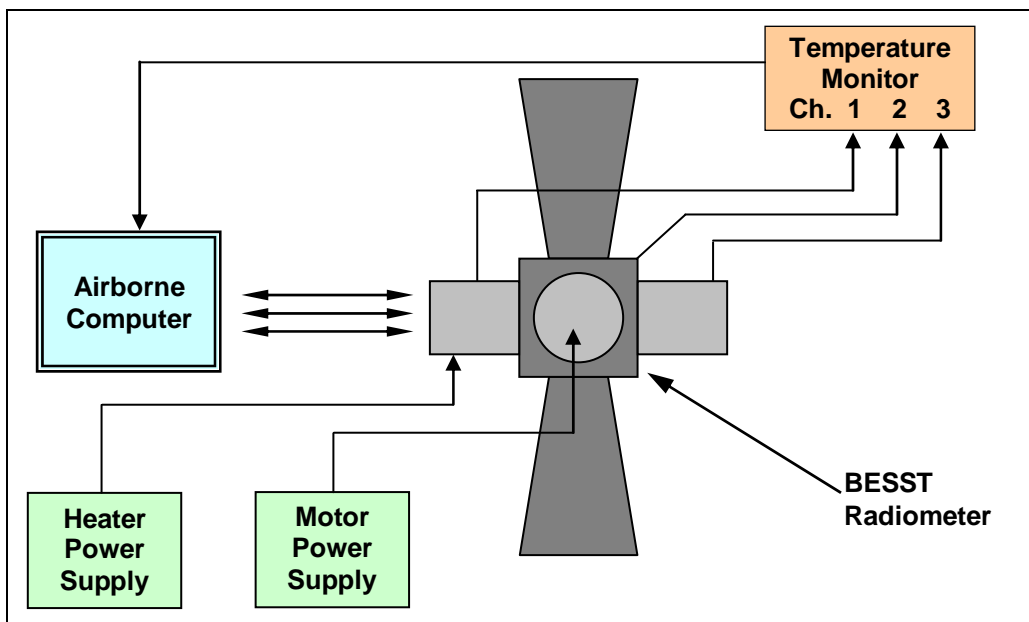 Temperature
Monitor
Ch. 1 2 3
Airborne
Computer
BESST
Radiometer
Heater
Power
Supply
Motor
Power
Supply